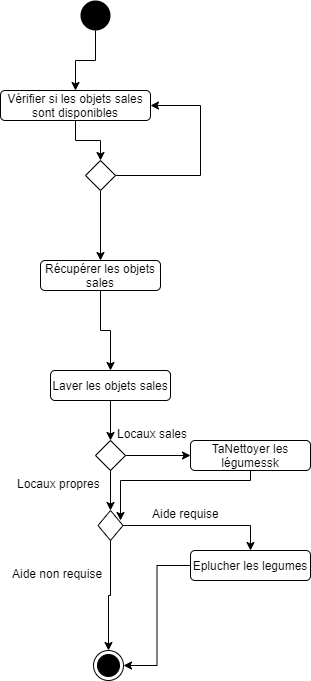 Vérifier si les objets sales
sont disponibles
Récupérer les objets
sales
Laver les objets sales
Locaux sales
TaNettoyer les
légumessk
Locaux propres
Aide requise
Eplucher les legumes
Aide non requise